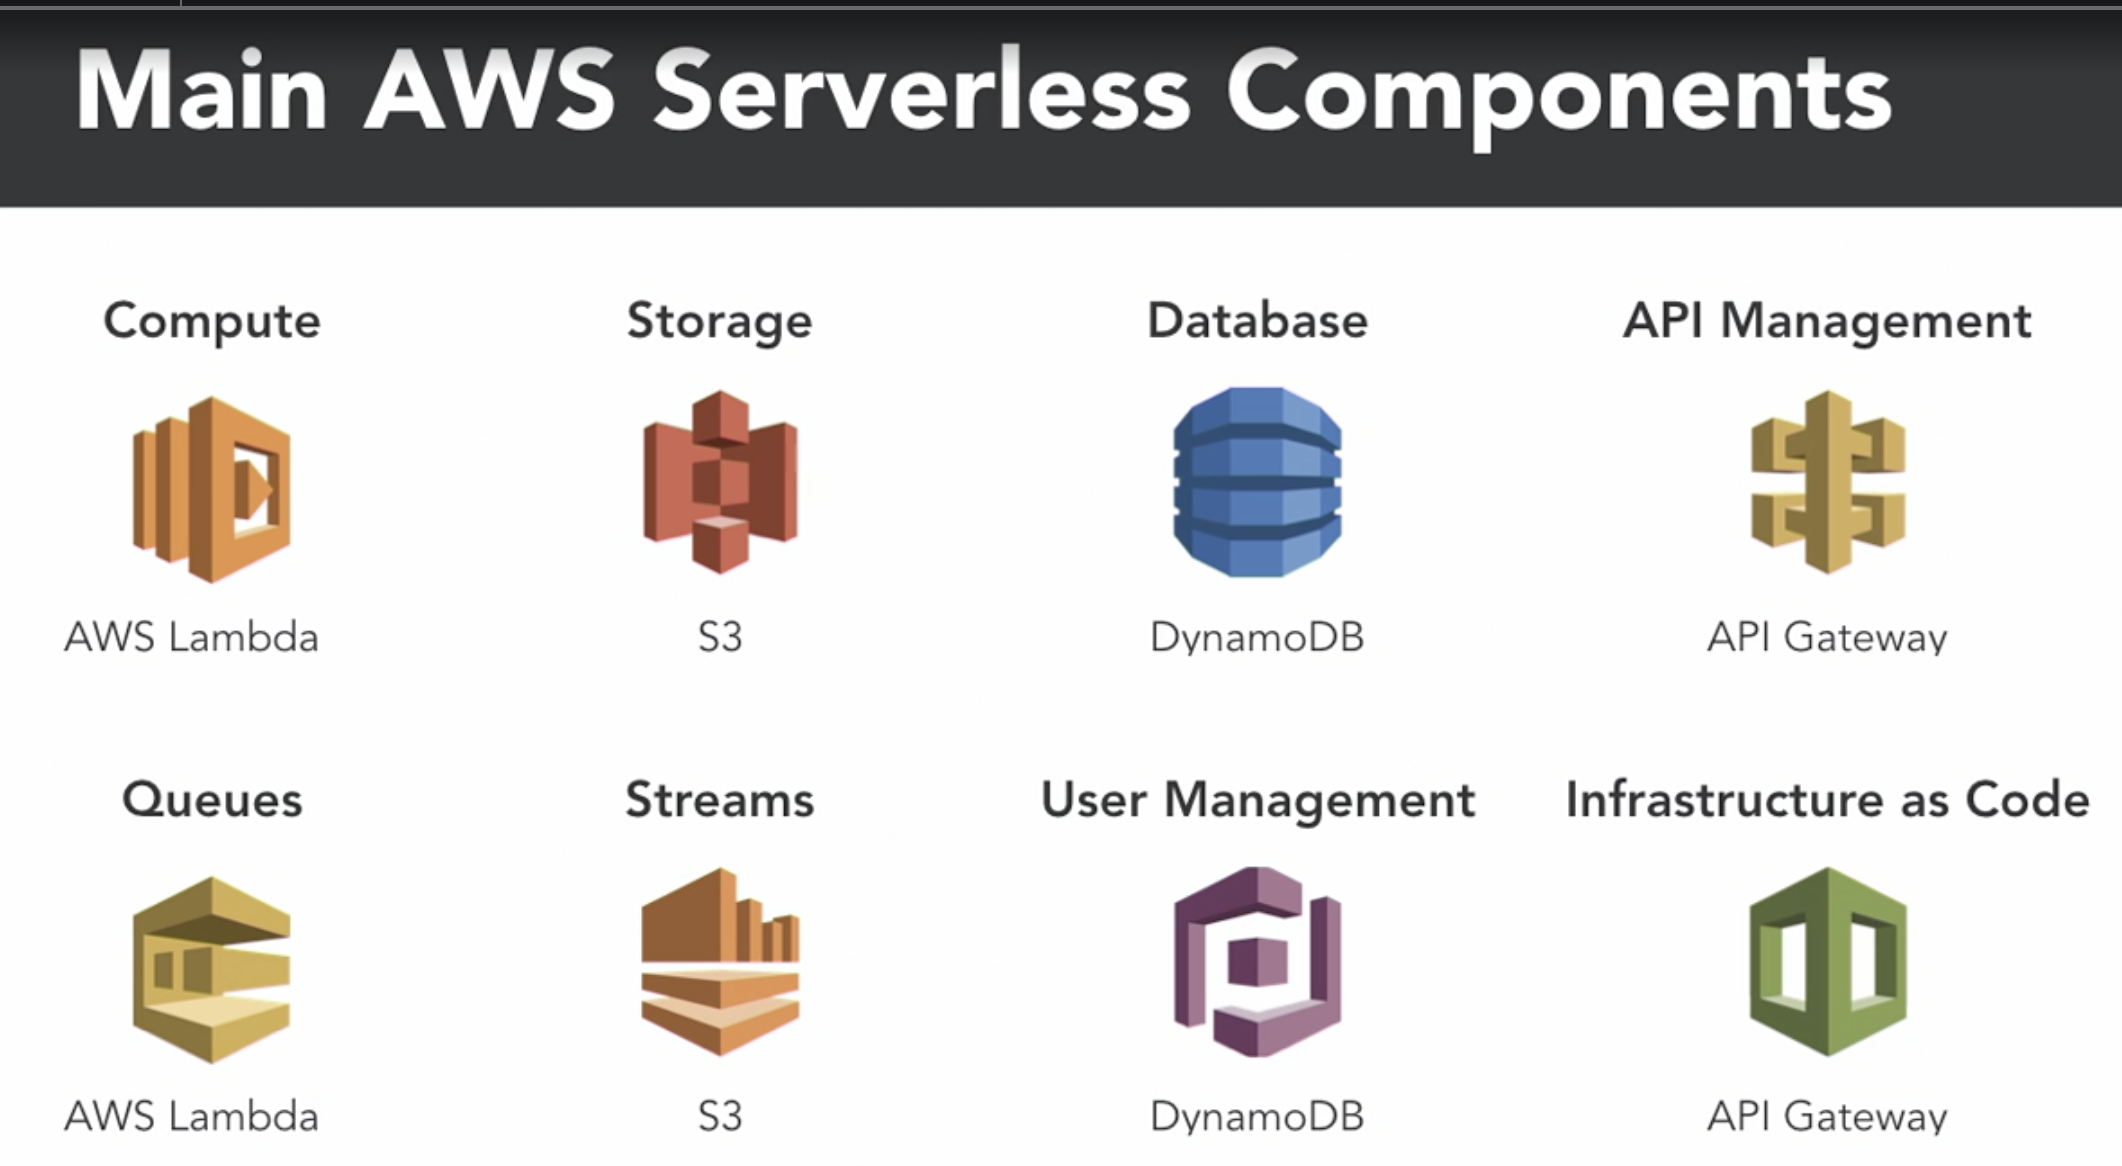 Main AWS Serverless Components
Compute
Storage
Database
API Management
AWS Lambda
S3
DynamoDB
API Gateway
Queues
Streams
User Management
Infrastructure as Code
AWS Lambda
S3
DynamoDB
API Gateway